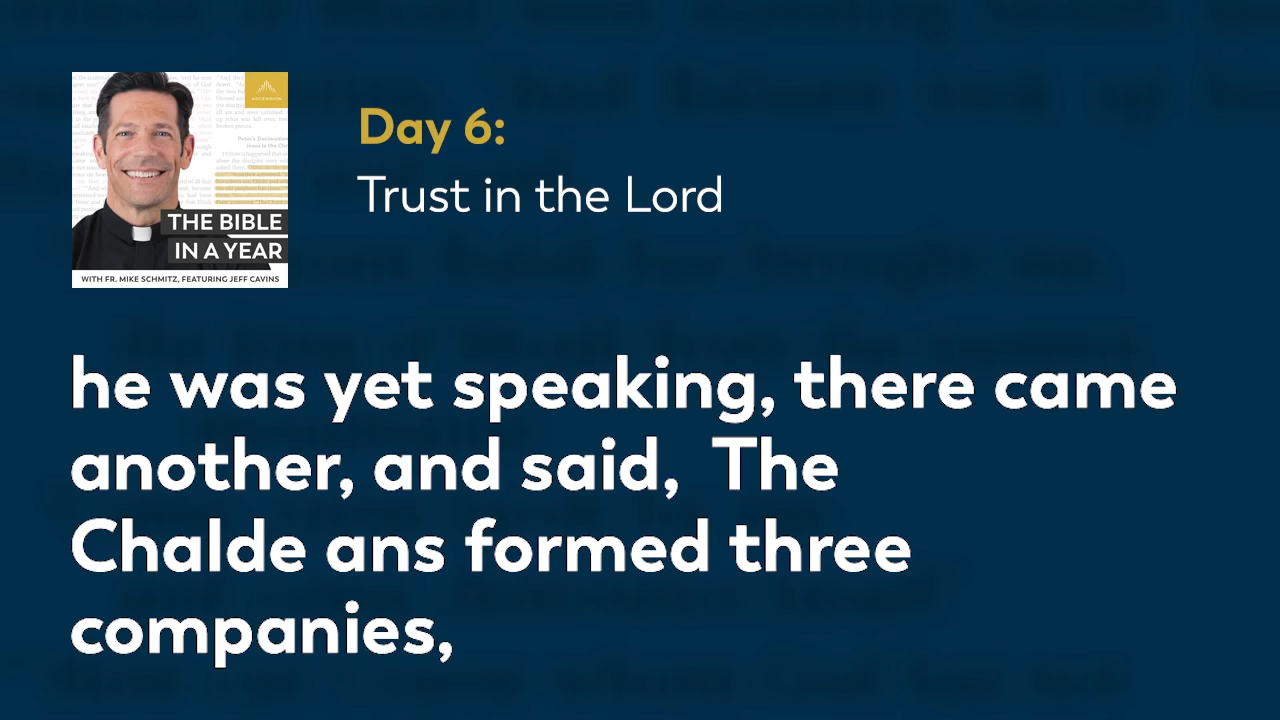 Day 6:
Trust in the Lord
ASCENSION
THE BIBLE
IN A YEAR
WITH FR. MIKE SCHMITZ, FEATURING JEFF CAVINS
he was yet speaking, there came
another, and said,  The
Chalde ans formed three
companies,